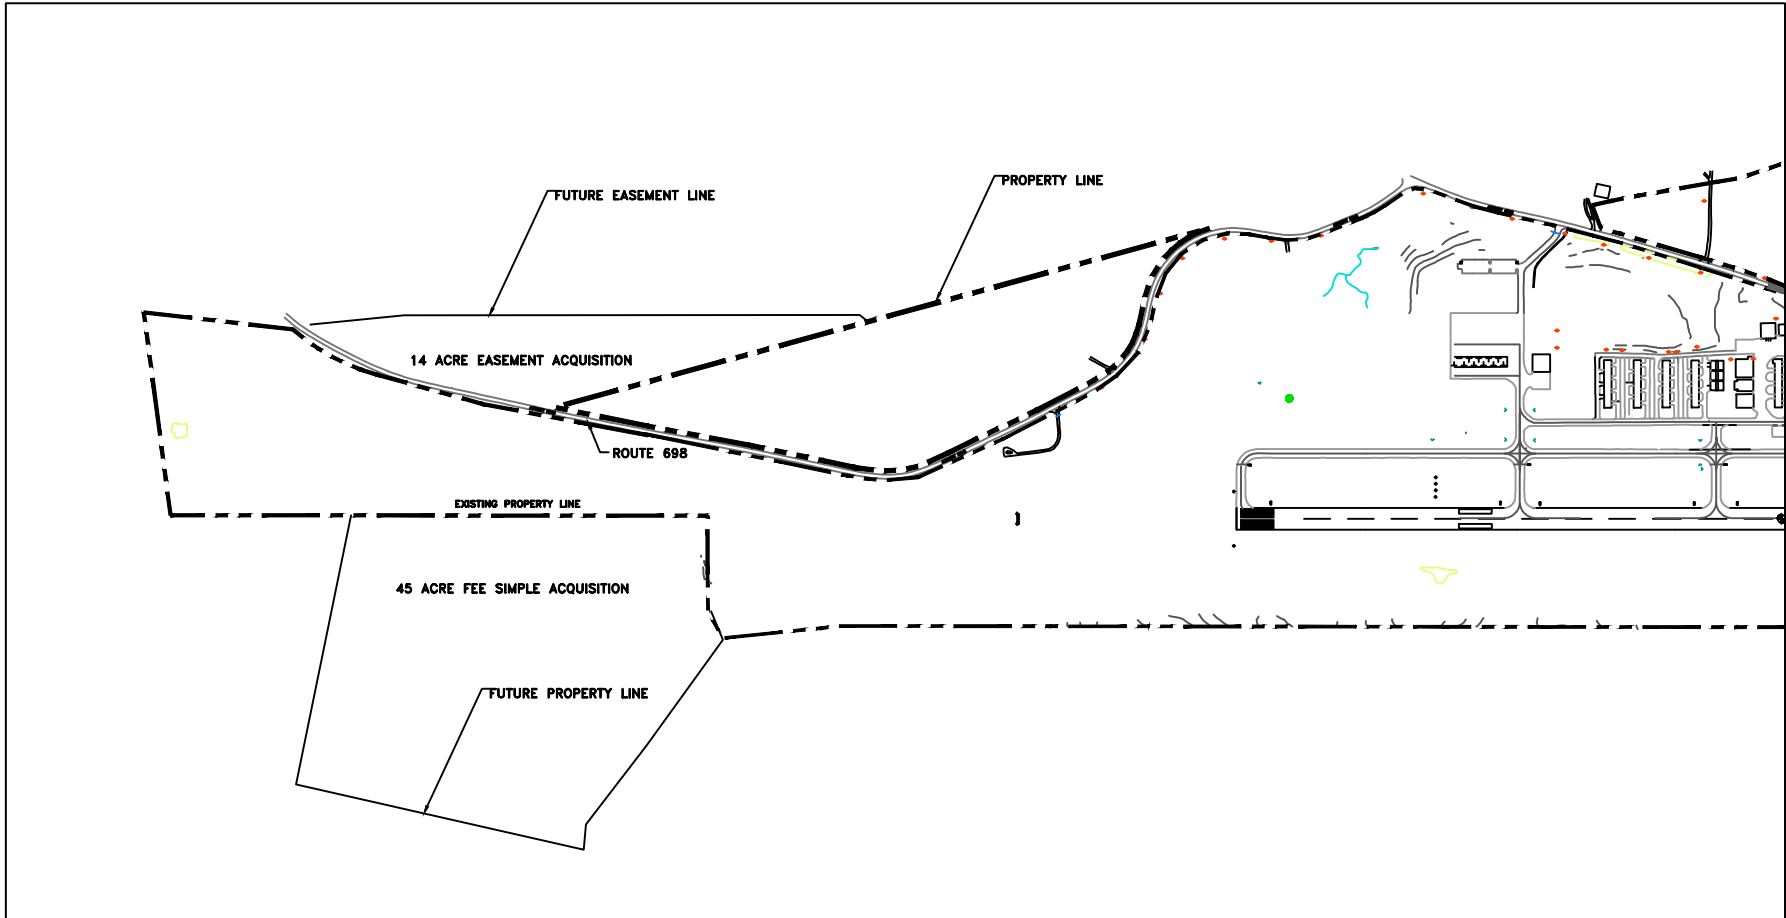 PROPERTY LINE
FUTURE EASEMENT LINE
14 ACRE EASEMENT ACQUISITION
ROUTE 698
EXISTING PROPERTY LINE
45 ACRE FEE SIMPLE ACQUISITION
FUTURE PROPERTY LINE